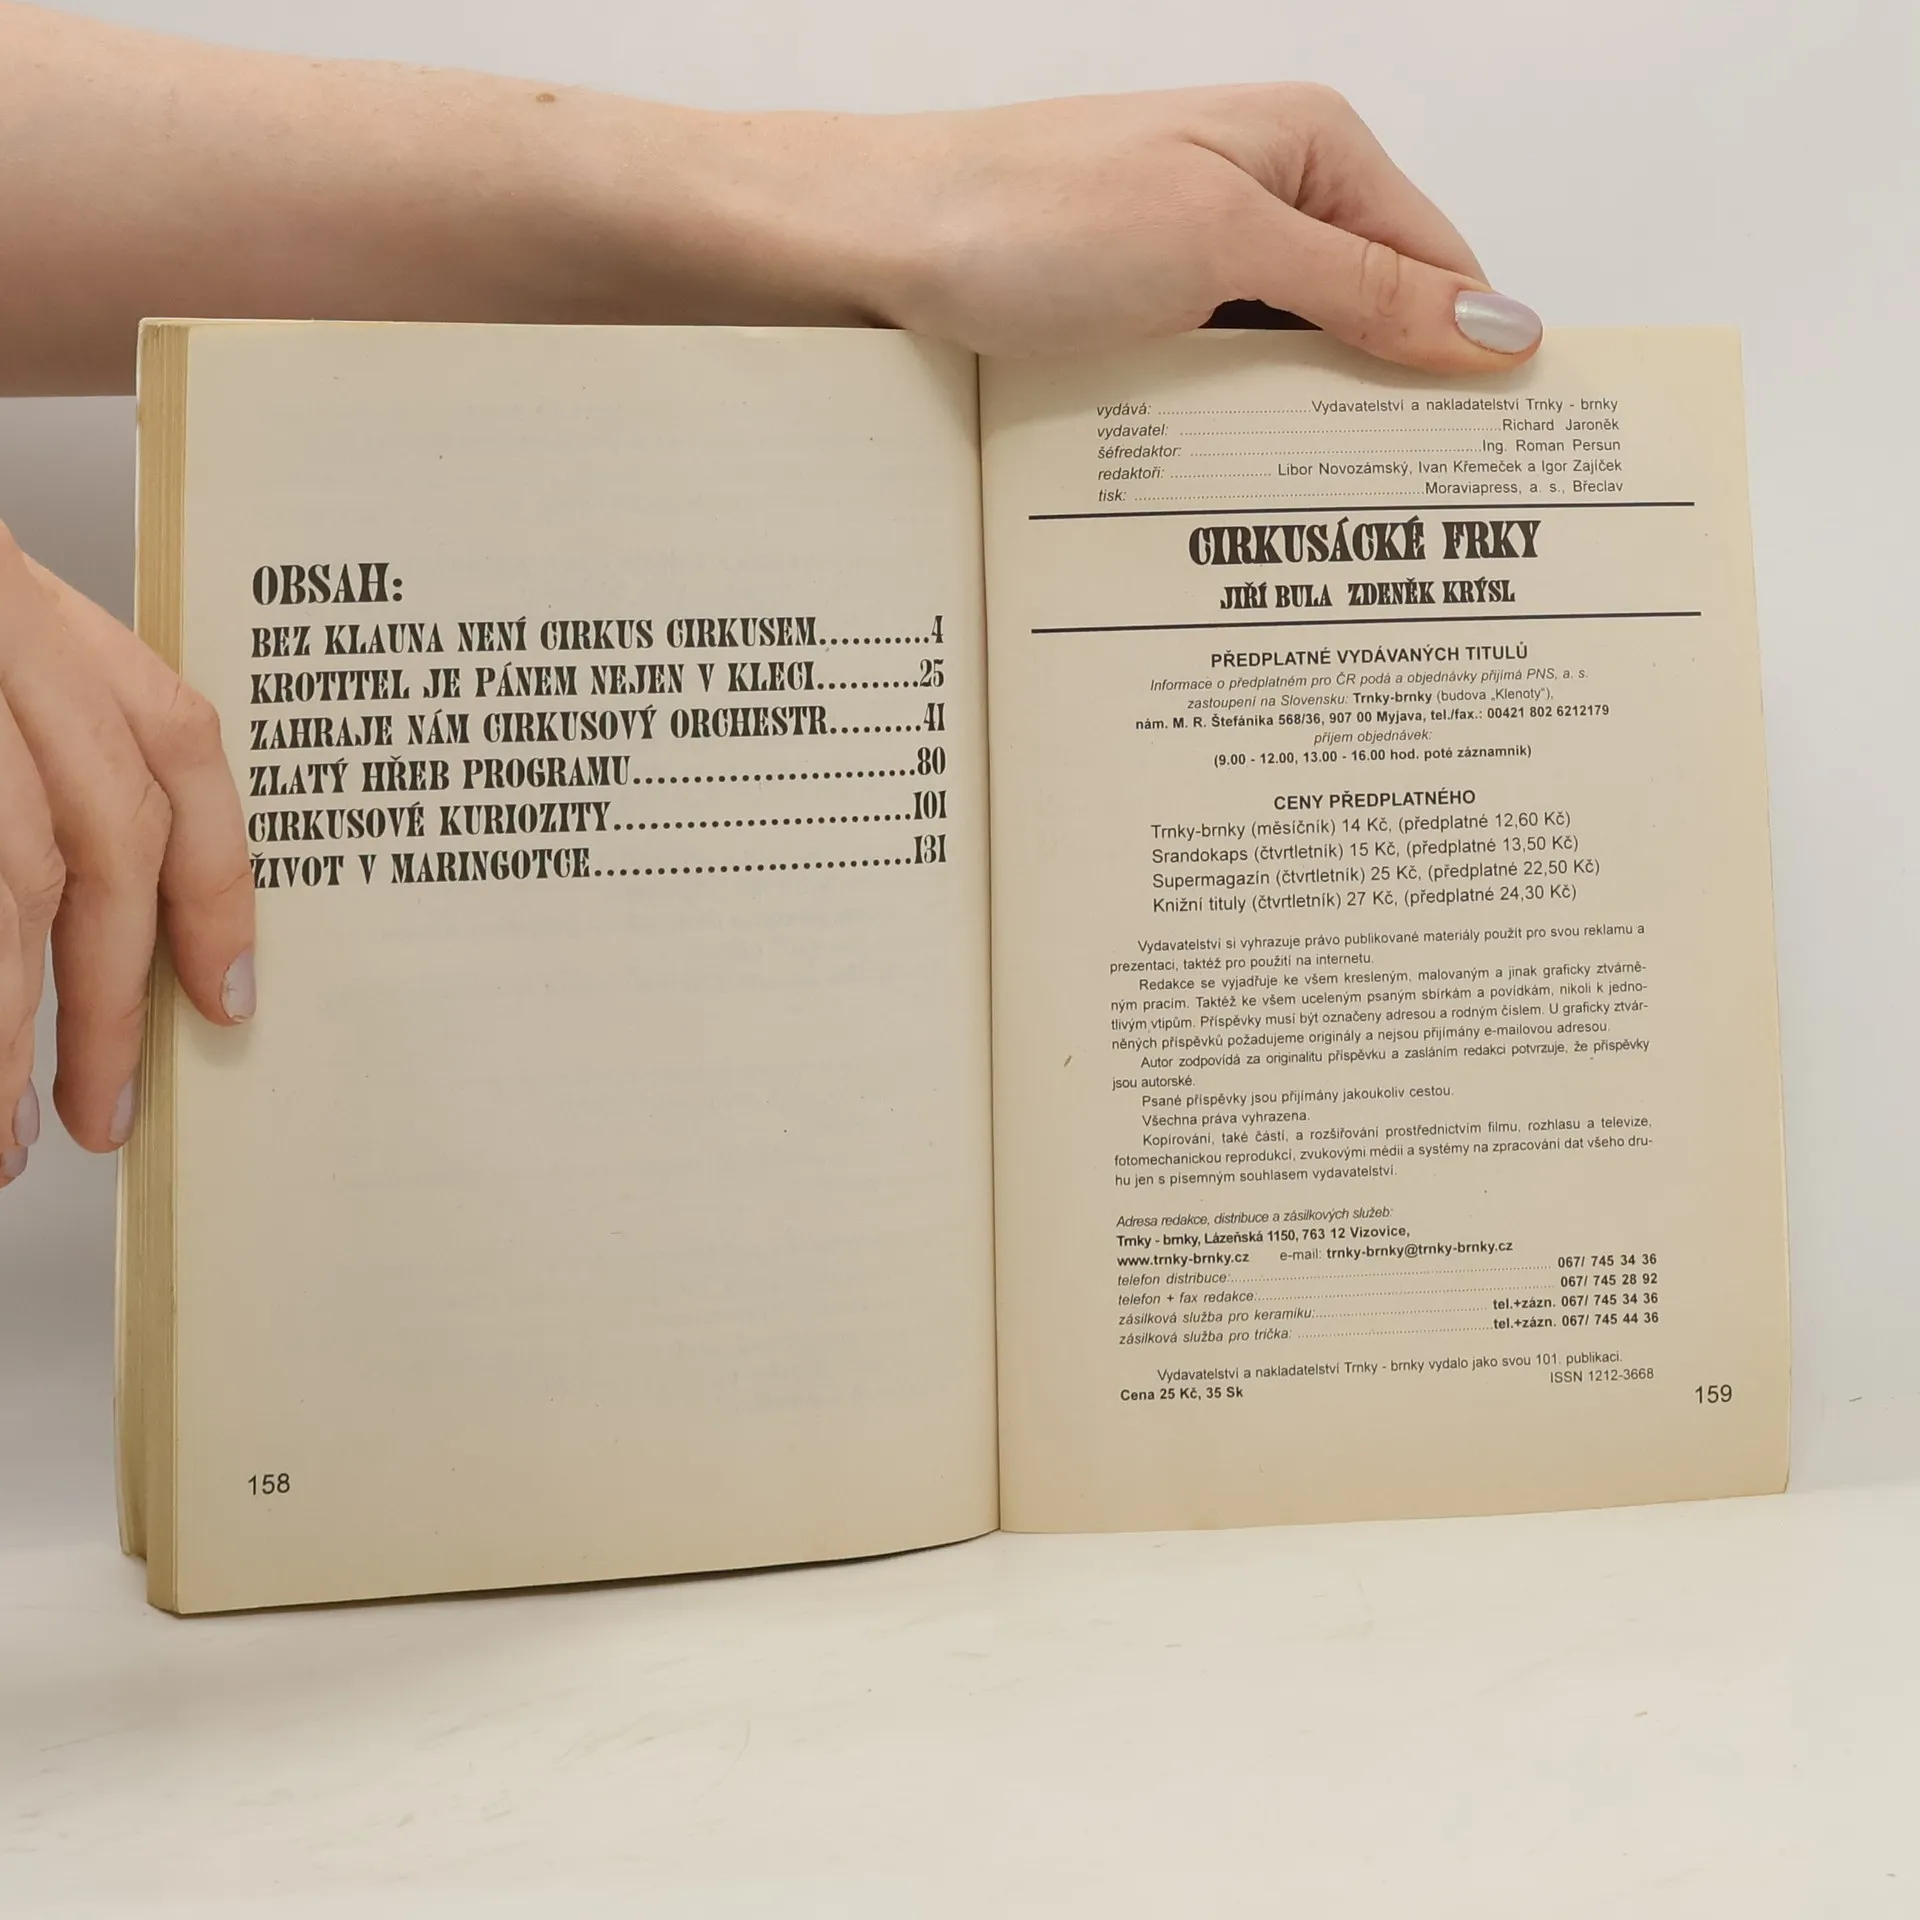 OBSAH:
BEZ KLAUNA NENÍ CIRKUS CIRKUSEM...........4
KROTITEL JE PÁNEM NEJEN V KLECI..........25
ZAHRAJE NÁM CIRKUSOVÝ ORCHESTR.........41
ZLATÝ HŘEB PROGRAMU.........................80
CIRKUSOVÉ KURIOZITY...........................101
ŽIVOT V MARINGOTCE.............................131
158
vydává: ....................................Vydavatelství a nakladatelství Trnky - brnky
vydavatel: ............................................................................Richard Jaroněk
šéfredaktor: .....................................................................Ing. Roman Persun
redaktoři: ........................ Libor Novozámský, Ivan Křemeček a Igor Zajíček
tisk: ....................................................................Moraviapress, a. s., Břeclav
CIRKUSÁCKÉ FRKY
JIŘÍ BULA ZDENĚK KRÝSL
PŘEDPLATNÉ VYDÁVANÝCH TITULŮ
Informace o předplatném pro ČR podá a objednávky přijímá PNS, a. s.
zastoupení na Slovensku: Trnky-brnky (budova „Klenoty“),
nám. M. R. Štefánika 568/36, 907 00 Myjava, tel./fax.: 00421 802 6212179
příjem objednávek:
(9.00 - 12.00, 13.00 - 16.00 hod. poté záznamník)
CENY PŘEDPLATNÉHO
Trnky-brnky (měsíčník) 14 Kč, (předplatné 12,60 Kč)
Srandokaps (čtvrtletník) 15 Kč, (předplatné 13,50 Kč)
Supermagazín (čtvrtletník) 25 Kč, (předplatné 22,50 Kč)
Knižní tituly (čtvrtletník) 27 Kč, (předplatné 24,30 Kč)
Vydavatelství si vyhrazuje právo publikované materiály použít pro svou reklamu a
prezentaci, taktéž pro použití na internetu.
Redakce se vyjadřuje ke všem kresleným, malovaným a jinak graficky ztvárně-
ným pracím. Taktéž ke všem uceleným psaným sbírkám a povídkám, nikoli k jedno-
tlivým vtipům. Příspěvky musí být označeny adresou a rodným číslem. U graficky ztvár-
něných příspěvků požadujeme originály a nejsou přijímány e-mailovou adresou.
Autor zodpovídá za originalitu příspěvku a zasláním redakci potvrzuje, že příspěvky
jsou autorské.
Psané příspěvky jsou přijímány jakoukoliv cestou.
Všechna práva vyhrazena.
Kopírování, také částí, a rozšiřování prostřednictvím filmu, rozhlasu a televize,
fotomechanickou reprodukcí, zvukovými médii a systémy na zpracování dat všeho dru-
hu jen s písemným souhlasem vydavatelství.
Adresa redakce, distribuce a zásilkových služeb:
Trnky - brnky, Lázeňská 1150, 763 12 Vizovice,
www.trnky-brnky.cz e-mail: trnky-brnky@trnky-brnky.cz
telefon distribuce:........................................................................ 067/ 745 34 36
telefon + fax redakce:.................................................................... 067/ 745 28 92
zásilková služba pro keramiku:....................................... tel.+zázn. 067/ 745 34 36
zásilková služba pro trička: ............................................tel.+zázn. 067/ 745 44 36
Vydavatelství a nakladatelství Trnky - brnky vydalo jako svou 101. publikaci.
ISSN 1212-3668
Cena 25 Kč, 35 Sk
159